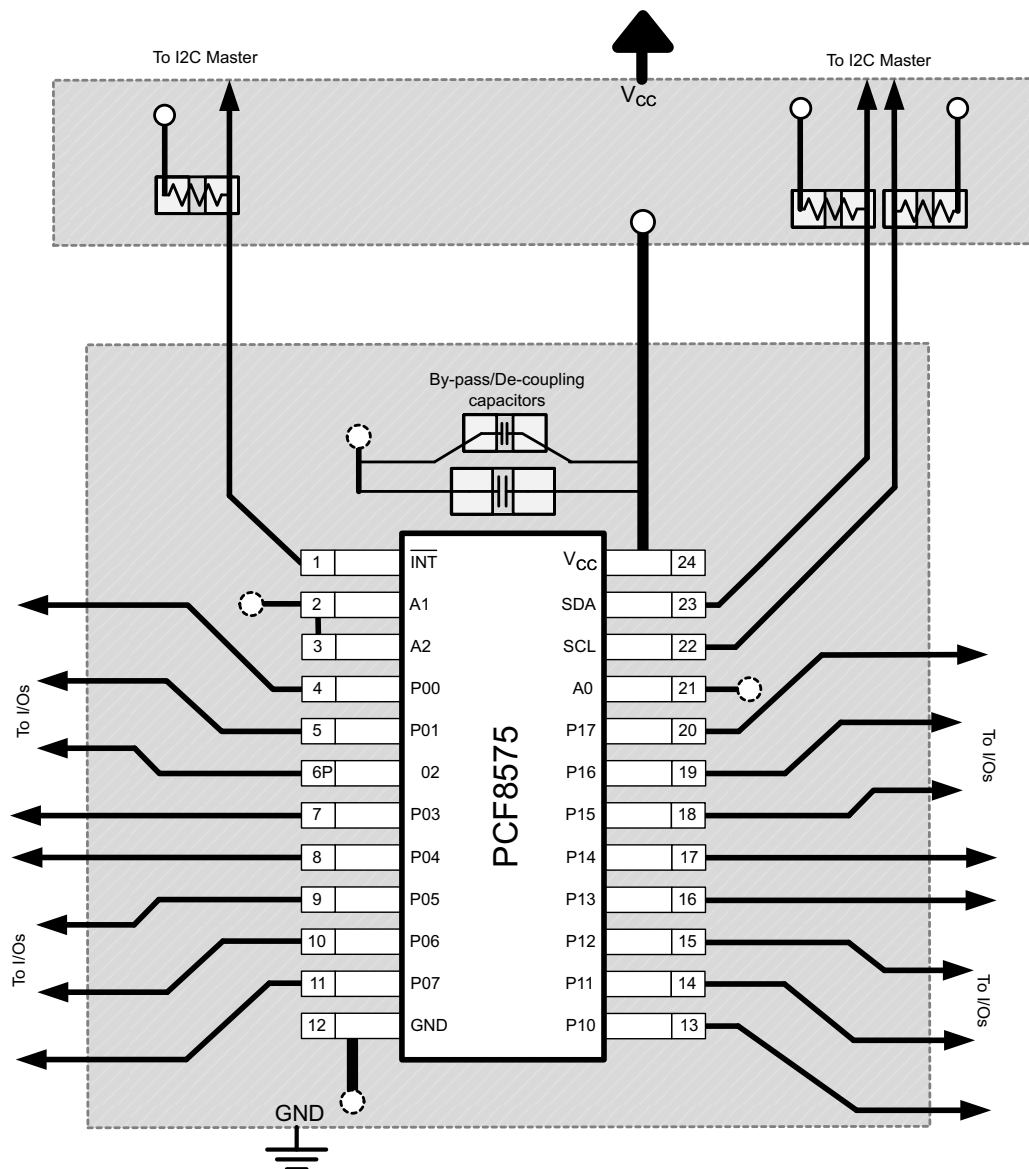 To I2C Master
VCC
To I2C Master
By-pass/De-coupling
capacitors
1 INT VCC 24
2 A1 SDA 23
3 A2 SCL 22
4 P00 A0 21
5 P01 P17 20
6P 02 P16 19
7 P03 P15 18
8 P04 P14 17
9 P05 P13 16
10 P06 P12 15
11 P07 P11 14
12 GND P10 13
PCF8575
To I/Os
To I/Os
To I/Os
To I/Os
GND